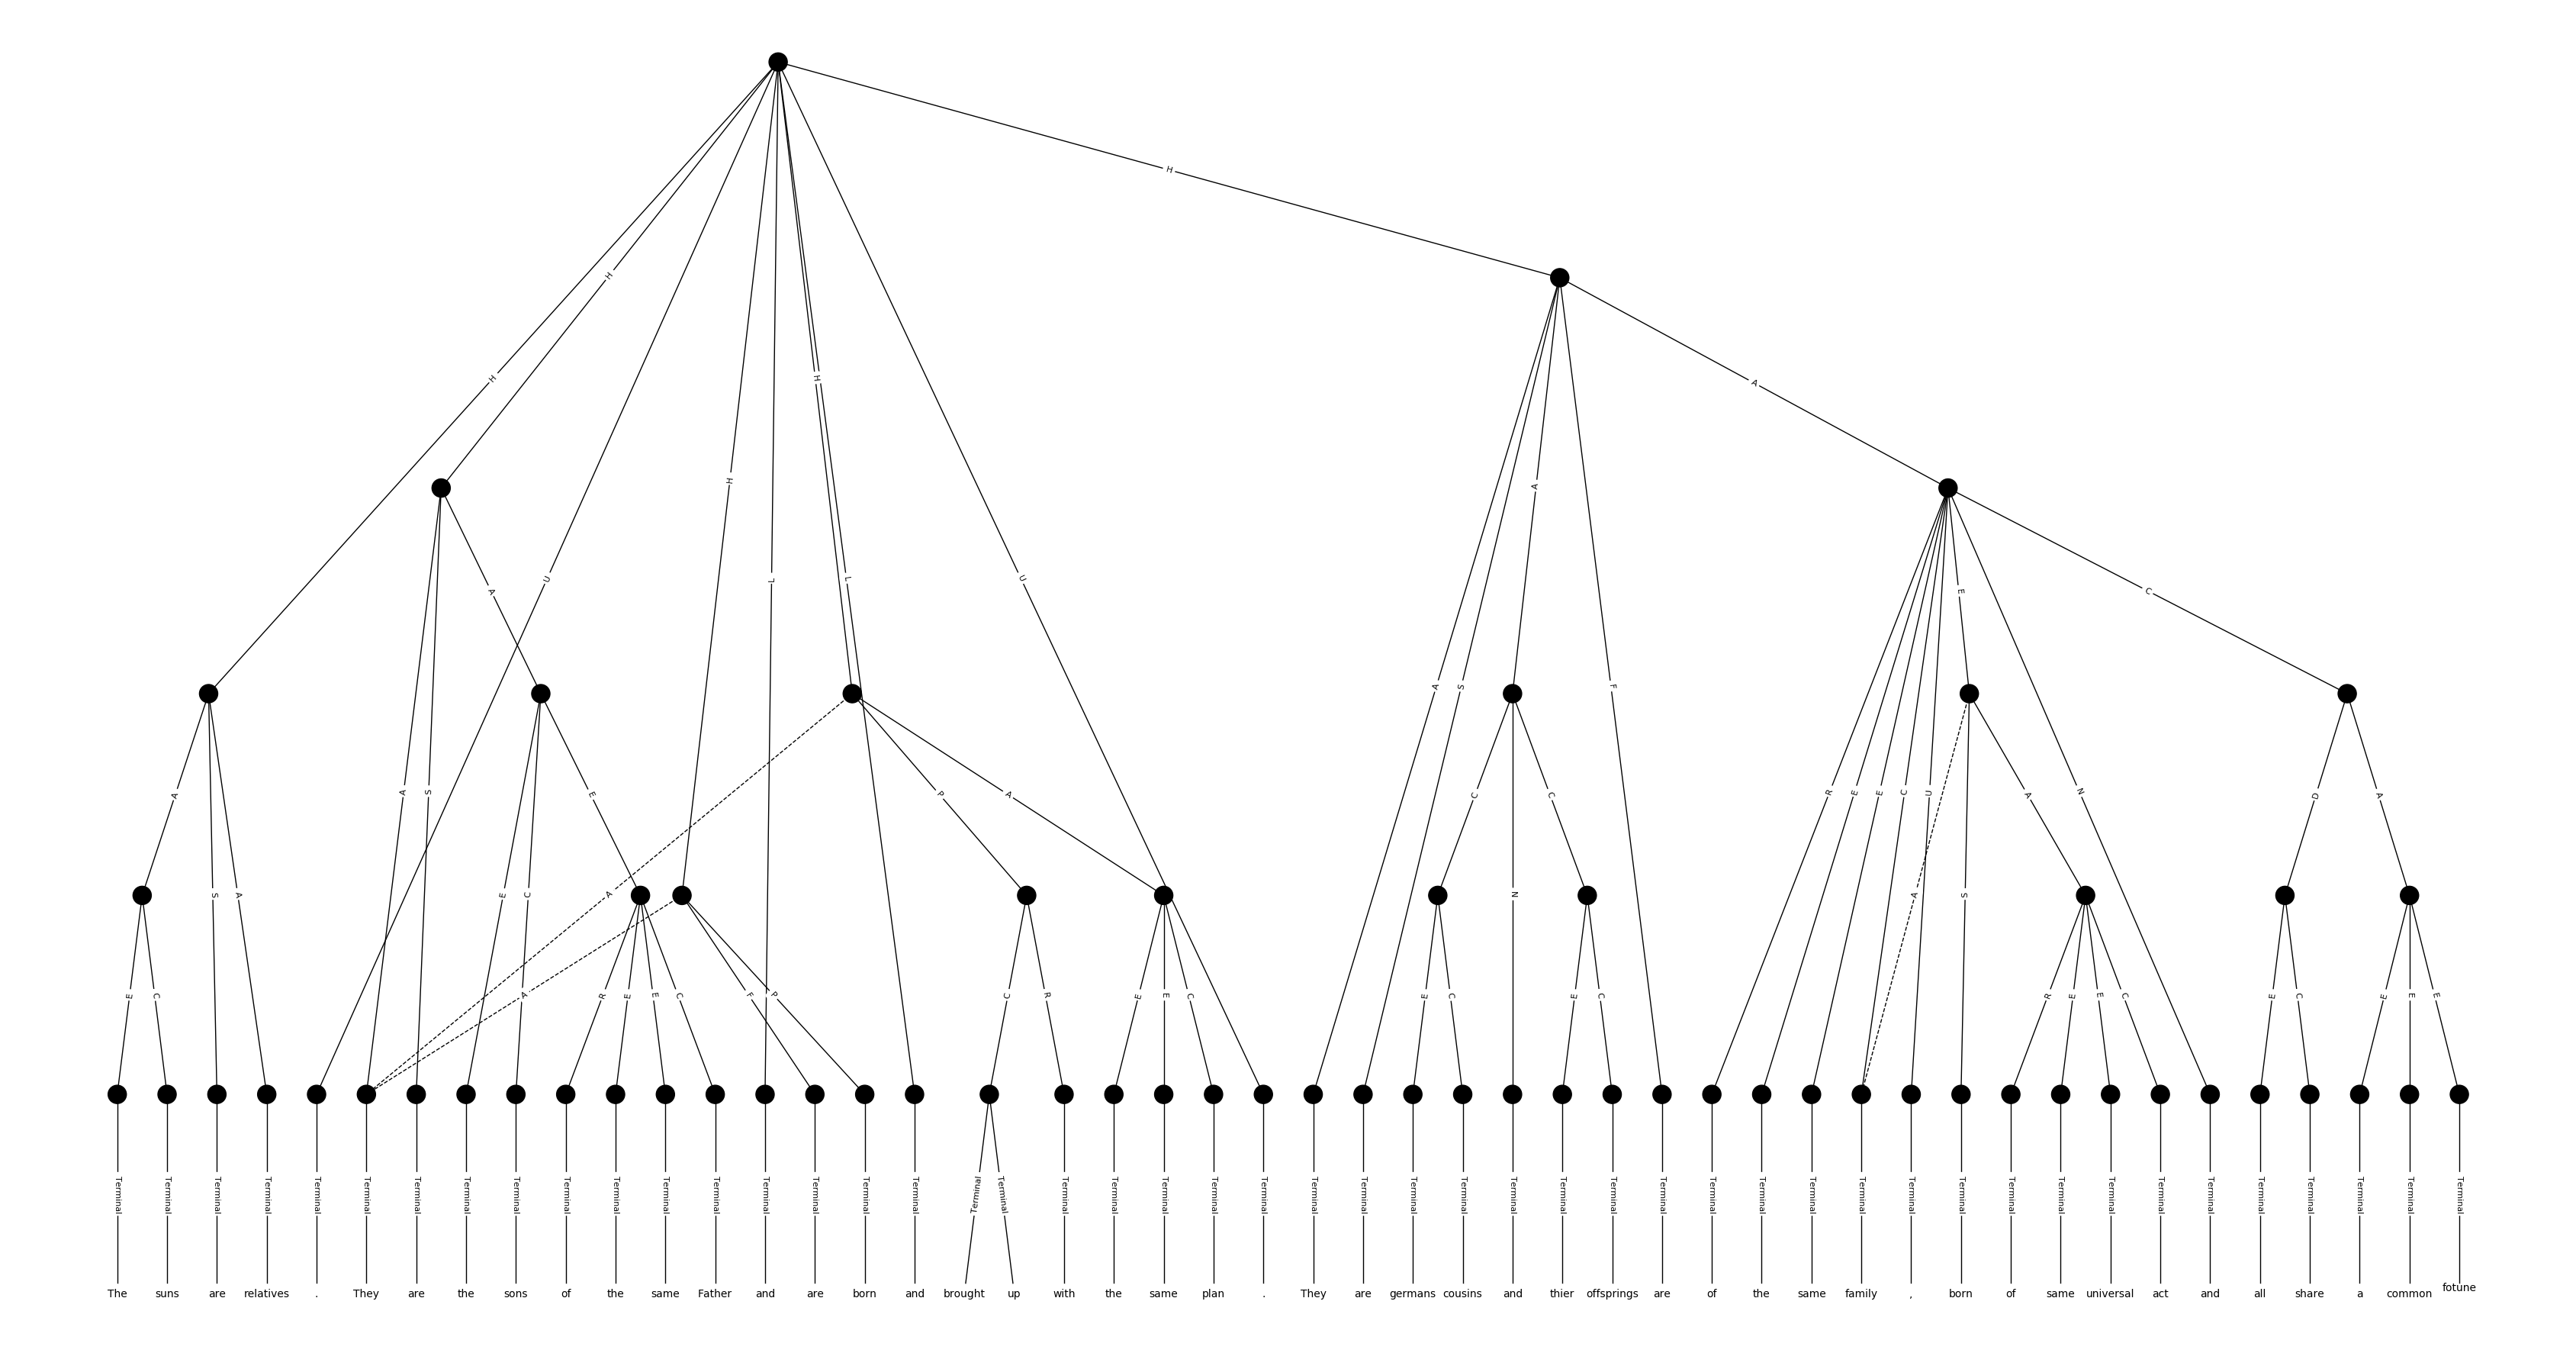 H
H
H
A
H
A
H
L
L
U
U
A
E
C
A
S
F
A
S
A
E
P
A
C
C
R
E
E
C
U
A
N
D
A
A
S
A
E
C
A
N
A
S
E
C
A
R
E
E
C
F
P
C
R
E
E
C
E
C
E
C
R
E
E
C
E
C
E
E
E
Terminal Terminal Terminal Terminal Terminal Terminal Terminal Terminal Terminal Terminal Terminal Terminal Terminal Terminal Terminal Terminal Terminal Terminal Terminal Terminal Terminal Terminal Terminal Terminal Terminal Terminal Terminal Terminal Terminal Terminal Terminal Terminal Terminal Terminal Terminal Terminal Terminal Terminal Terminal Terminal Terminal Terminal Terminal Terminal Terminal Terminal Terminal Terminal
The suns are relatives . They are the sons of the same Father and are born and brought up with the same plan . They are germans cousins and thier offsprings are of the same family , born of same universal act and all share a common fotune